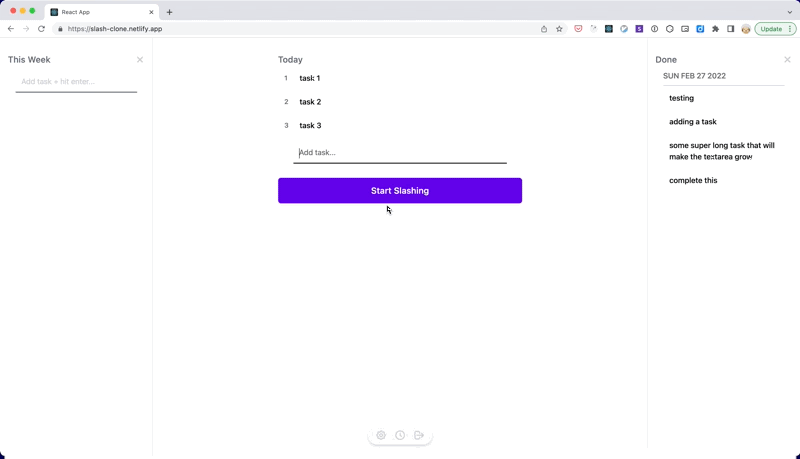 React App
https://slash-clone.netlify.app
Update
This Week
Add task + hit enter...
Today
1 task 1
2 task 2
3 task 3
Add task...
Start Slashing
Done
SUN FEB 27 2022
testing
adding a task
some super long task that will
make the textarea grow
complete this